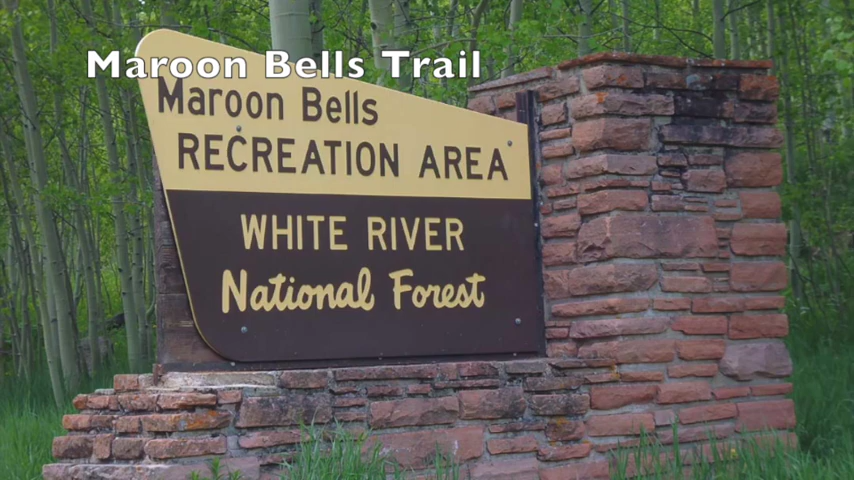 Maroon Bells Trail
Maroon Bells
RECREATION AREA
WHITE RIVER
National Forest